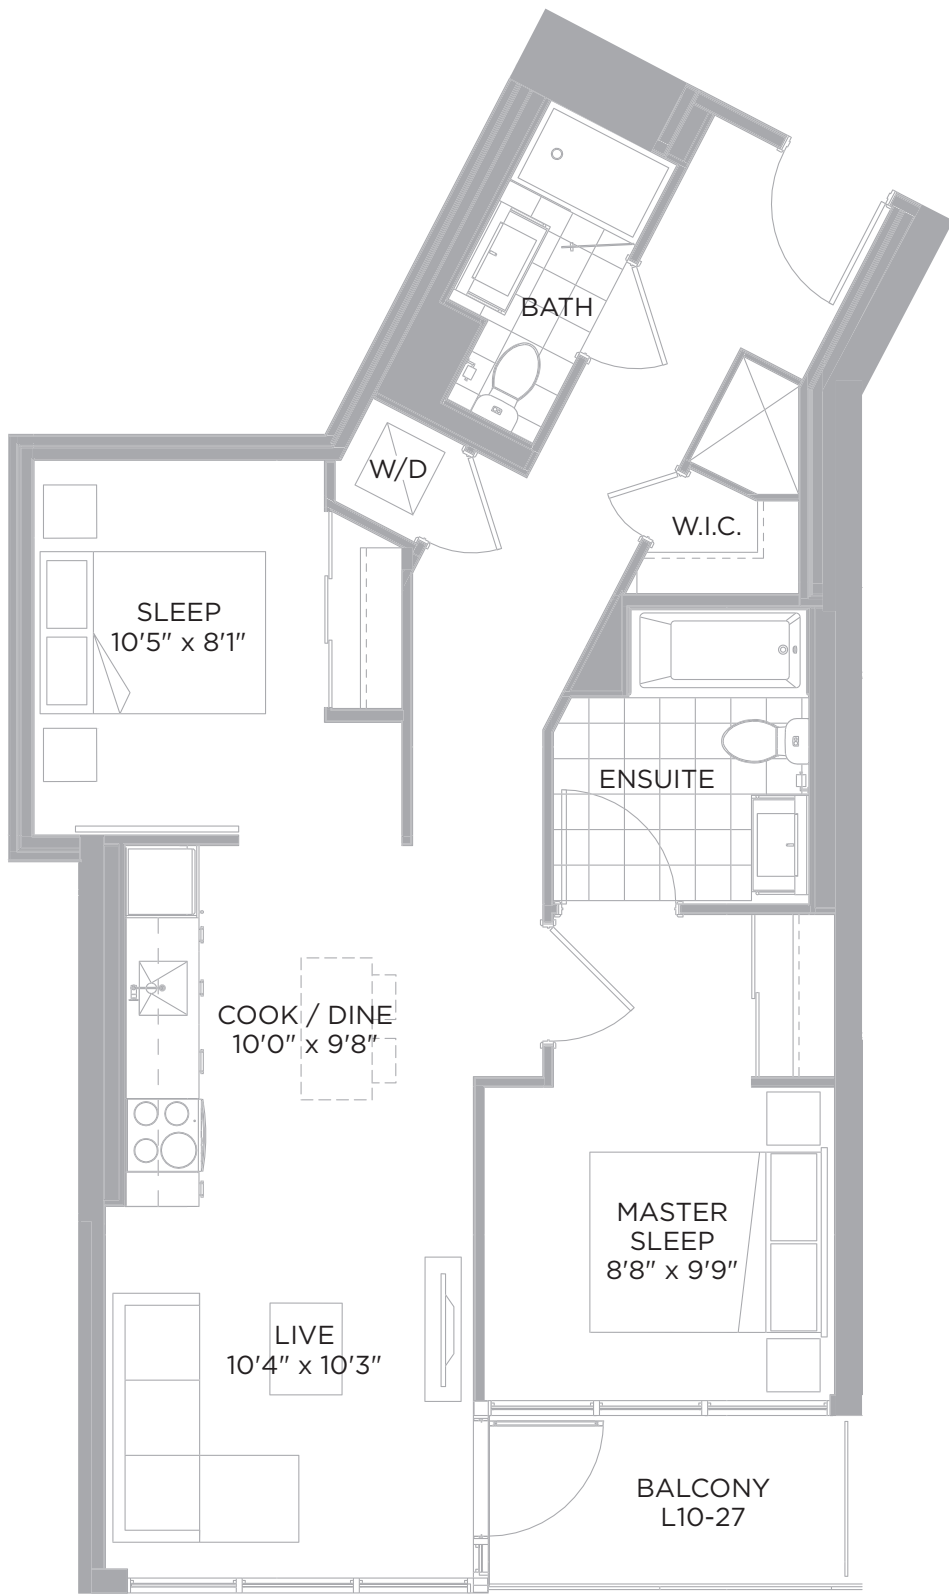 BATH
W/D
W.I.C.
SLEEP
10'5" x 8'1"
ENSUITE
COOK / DINE
10'0" x 9'8"
MASTER
SLEEP
8'8" x 9'9"
LIVE
10'4" x 10'3"
BALCONY
L10-27